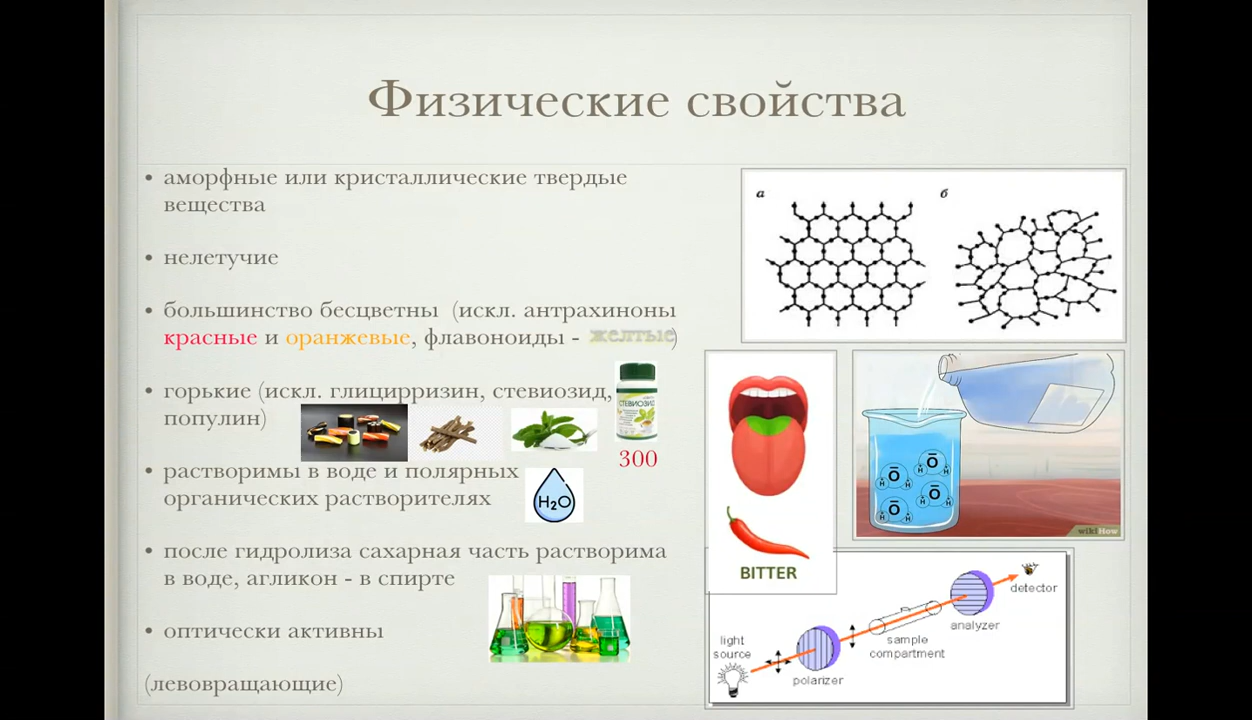 Физические свойства
• аморфные или кристаллические твердые
вещества
• нелетучие
• большинство бесцветны (искл. антрахиноны
красные и оранжевые, флавоноиды - желтые)
• горькие (искл. глицирризин, стевиозид,
популин)
СТЕВИОЗИД
300
• растворимы в воде и полярных
органических растворителях
H₂O
• после гидролиза сахарная часть растворима
в воде, агликон - в спирте
• оптически активны
(левовращающие)
а
б
BITTER
O
H H
O
H H
O
H H
O
H H
wikiHow
detector
analyzer
sample
compartment
light
source
polarizer